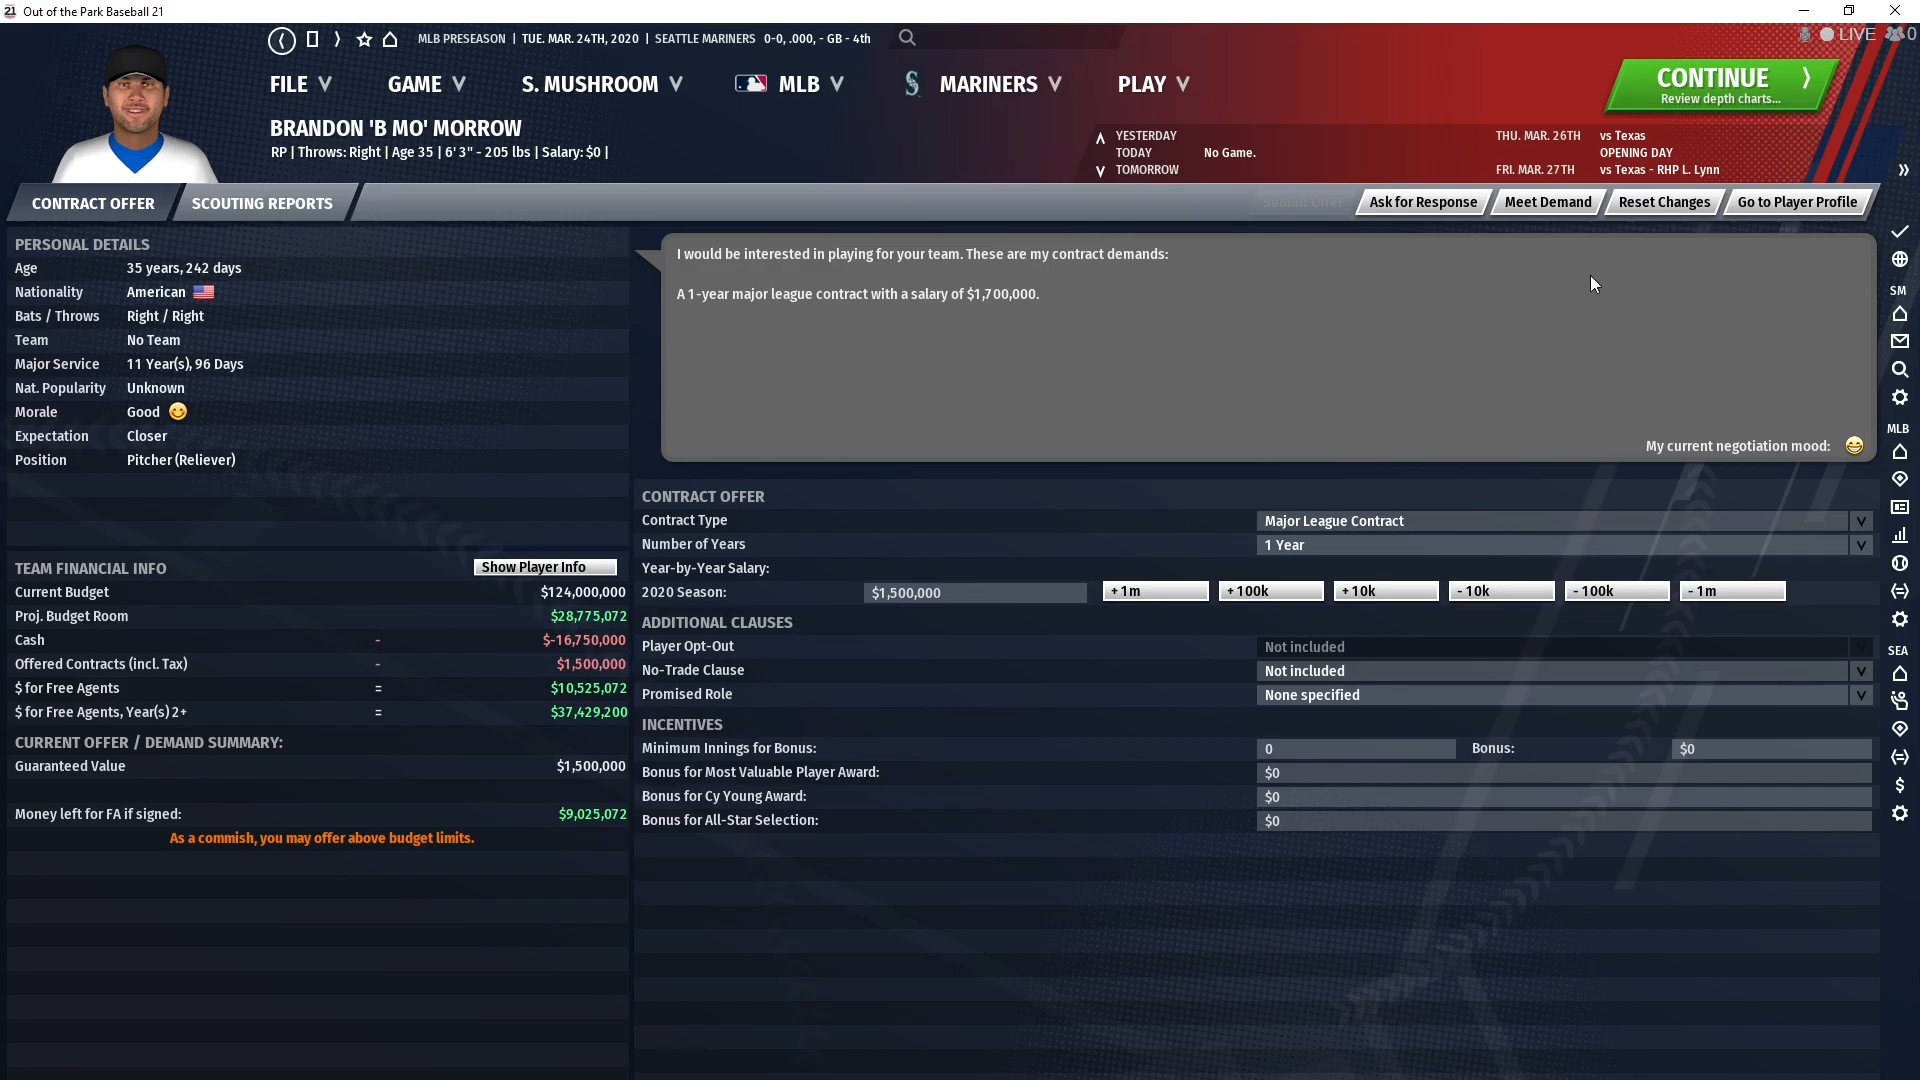 Out of the Park Baseball 21
MLB PRESEASON | TUE. MAR. 24TH, 2020 | SEATTLE MARINERS 0-0, .000, - GB - 4th
LIVE 0
FILE GAME S. MUSHROOM MLB MARINERS PLAY
CONTINUE
Review depth charts...
BRANDON 'B MO' MORROW
RP | Throws: Right | Age 35 | 6' 3" - 205 lbs | Salary: $0 |
YESTERDAY
TODAY No Game.
TOMORROW
THU. MAR. 26TH vs Texas
OPENING DAY
FRI. MAR. 27TH vs Texas - RHP L. Lynn
CONTRACT OFFER SCOUTING REPORTS
Submit Offer Ask for Response Meet Demand Reset Changes Go to Player Profile
PERSONAL DETAILS
Age 35 years, 242 days
Nationality American
Bats / Throws Right / Right
Team No Team
Major Service 11 Year(s), 96 Days
Nat. Popularity Unknown
Morale Good
Expectation Closer
Position Pitcher (Reliever)
I would be interested in playing for your team. These are my contract demands:
A 1-year major league contract with a salary of $1,700,000.
My current negotiation mood:
TEAM FINANCIAL INFO Show Player Info
Current Budget $124,000,000
Proj. Budget Room $28,775,072
Cash - $-16,750,000
Offered Contracts (incl. Tax) - $1,500,000
$ for Free Agents = $10,525,072
$ for Free Agents, Year(s) 2+ = $37,429,200
CURRENT OFFER / DEMAND SUMMARY:
Guaranteed Value $1,500,000
Money left for FA if signed: $9,025,072
As a commish, you may offer above budget limits.
CONTRACT OFFER
Contract Type Major League Contract
Number of Years 1 Year
Year-by-Year Salary:
2020 Season: $1,500,000 + 1m + 100k + 10k - 10k - 100k - 1m
ADDITIONAL CLAUSES
Player Opt-Out Not included
No-Trade Clause Not included
Promised Role None specified
INCENTIVES
Minimum Innings for Bonus: 0 Bonus: $0
Bonus for Most Valuable Player Award: $0
Bonus for Cy Young Award: $0
Bonus for All-Star Selection: $0
SM
MLB
SEA